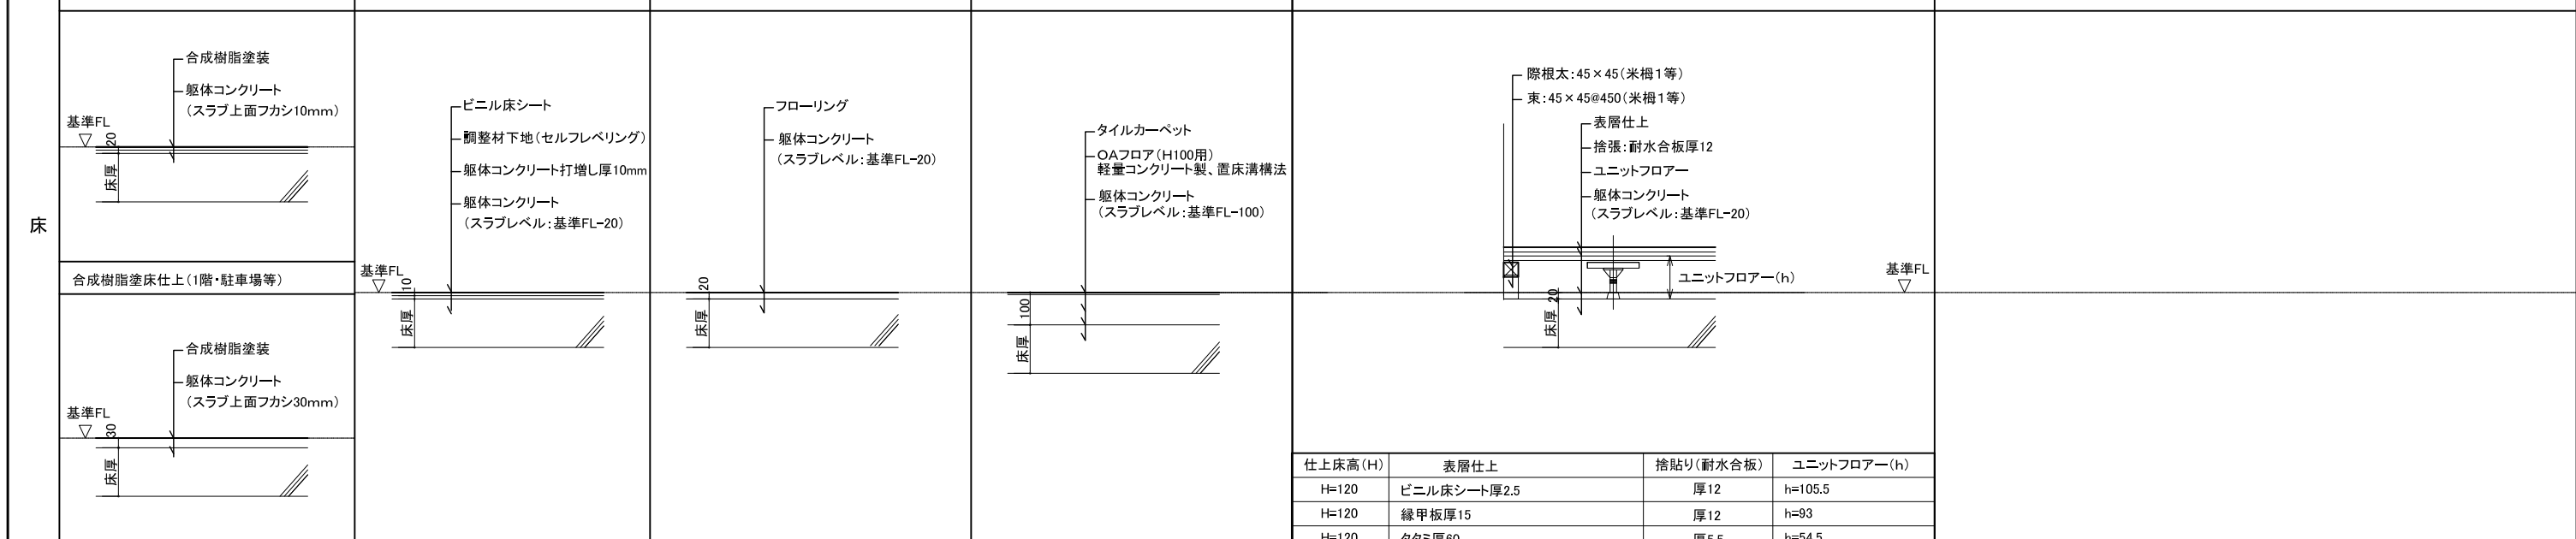 床
合成樹脂塗装
躯体コンクリート
(スラブ上面フカシ10mm)
基準FL
20
床厚
合成樹脂塗床仕上(1階・駐車場等)
合成樹脂塗装
躯体コンクリート
(スラブ上面フカシ30mm)
基準FL
30
床厚
ビニル床シート
調整材下地(セルフレベリング)
躯体コンクリート打増し厚10mm
躯体コンクリート
(スラブレベル:基準FL-20)
基準FL
10
床厚
フローリング
躯体コンクリート
(スラブレベル:基準FL-20)
20
床厚
タイルカーペット
OAフロア(H100用)
軽量コンクリート製、置床溝構法
躯体コンクリート
(スラブレベル:基準FL-100)
100
床厚
際根太:45×45(米栂1等)
束:45×45@450(米栂1等)
表層仕上
捨張:耐水合板厚12
ユニットフロアー
躯体コンクリート
(スラブレベル:基準FL-20)
ユニットフロアー(h)
20
床厚
基準FL
仕上床高(H) 表層仕上 捨貼り(耐水合板) ユニットフロアー(h)
H=120 ビニル床シート厚2.5 厚12 h=105.5
H=120 縁甲板厚15 厚12 h=93
H=120 タタミ厚60 厚5.5 h=54.5